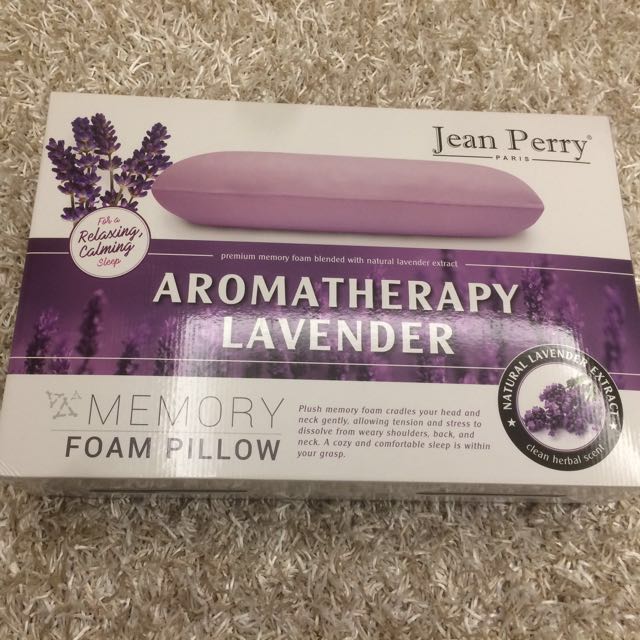 Jean Perry®
PARIS
For a
Relaxing,
Calming
Sleep
premium memory foam blended with natural lavender extract
AROMATHERAPY
LAVENDER
MEMORY
FOAM PILLOW
Plush memory foam cradles your head and
neck gently, allowing tension and stress to
dissolve from weary shoulders, back, and
neck. A cozy and comfortable sleep is within
your grasp.
NATURAL LAVENDER EXTRACT
clean herbal scent